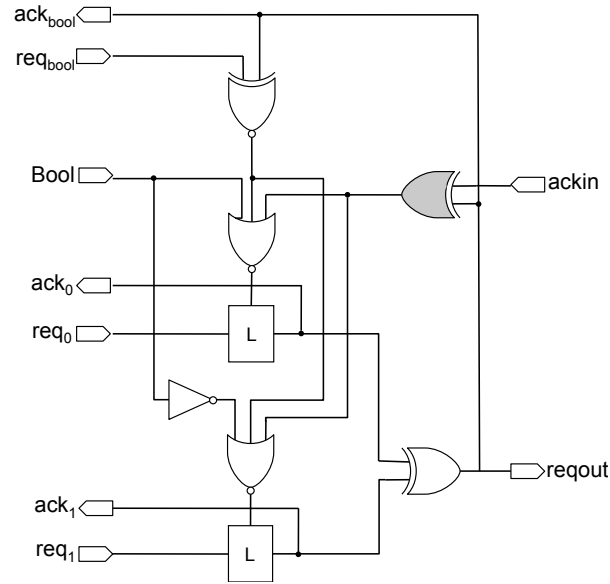 ack_bool
req_bool
Bool
ackin
ack_0
req_0
L
reqout
ack_1
req_1
L